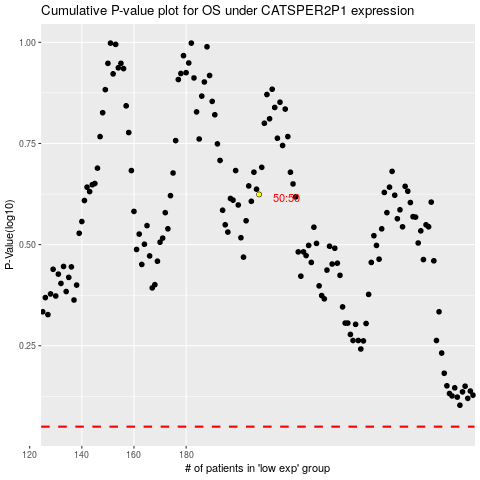 Cumulative P-value plot for OS under CATSPER2P1 expression
1.00
0.75
50:50
0.50
0.25
120 140 160 180
P-Value(log10)
# of patients in 'low exp' group